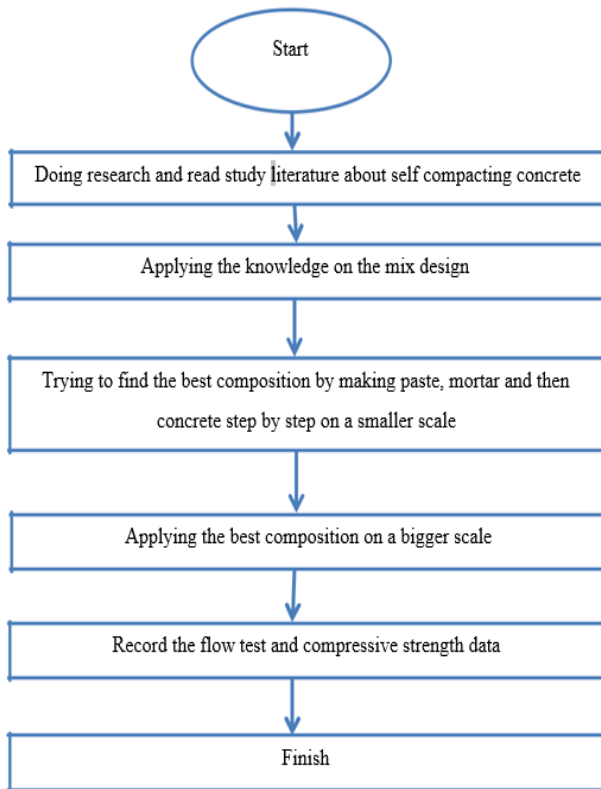 Start
Doing research and read study literature about self compacting concrete
Applying the knowledge on the mix design
Trying to find the best composition by making paste, mortar and then
concrete step by step on a smaller scale
Applying the best composition on a bigger scale
Record the flow test and compressive strength data
Finish